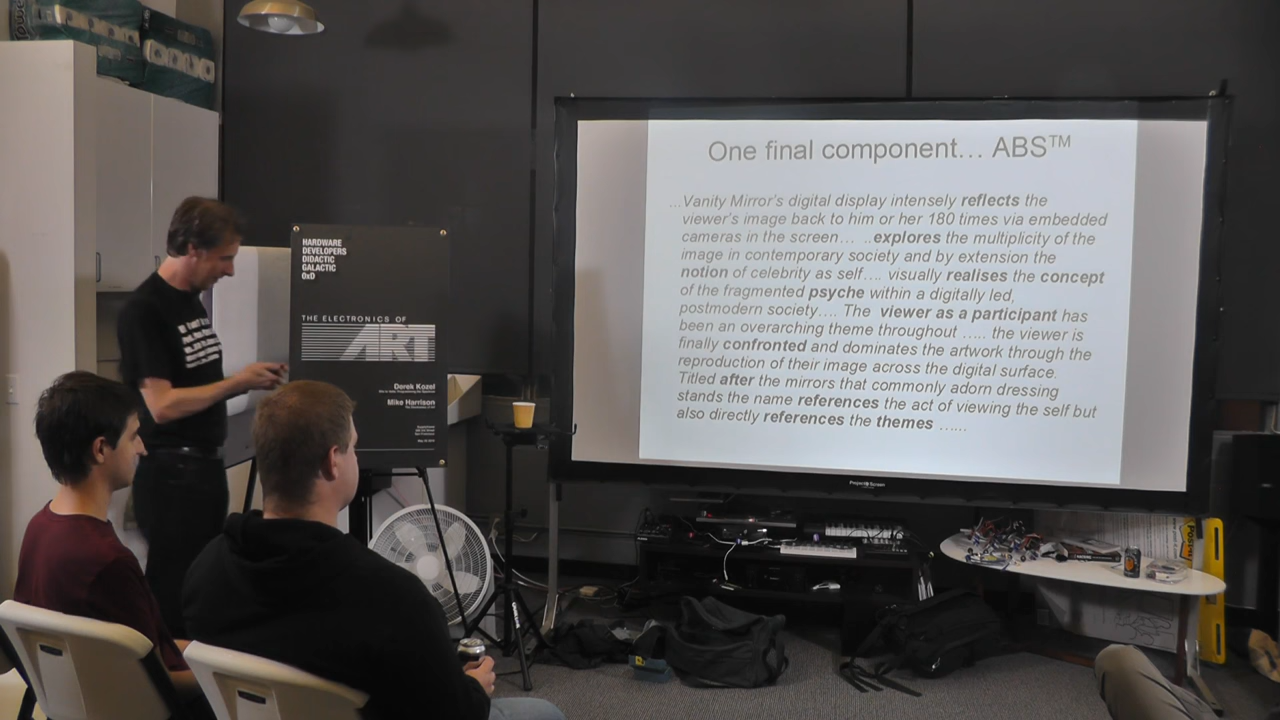 HARDWARE
DEVELOPERS
DIDACTIC
GALACTIC
0xD
THE ELECTRONICS OF
ART
Derek Kozel
Mike Harrison
The Electronics of Art
One final component… ABS™
…Vanity Mirror's digital display intensely reflects the
viewer's image back to him or her 180 times via embedded
cameras in the screen… ..explores the multiplicity of the
image in contemporary society and by extension the
notion of celebrity as self…. visually realises the concept
of the fragmented psyche within a digitally led,
postmodern society…. The viewer as a participant has
been an overarching theme throughout ….. the viewer is
finally confronted and dominates the artwork through the
reproduction of their image across the digital surface.
Titled after the mirrors that commonly adorn dressing
stands the name references the act of viewing the self but
also directly references the themes ……
Project Screen